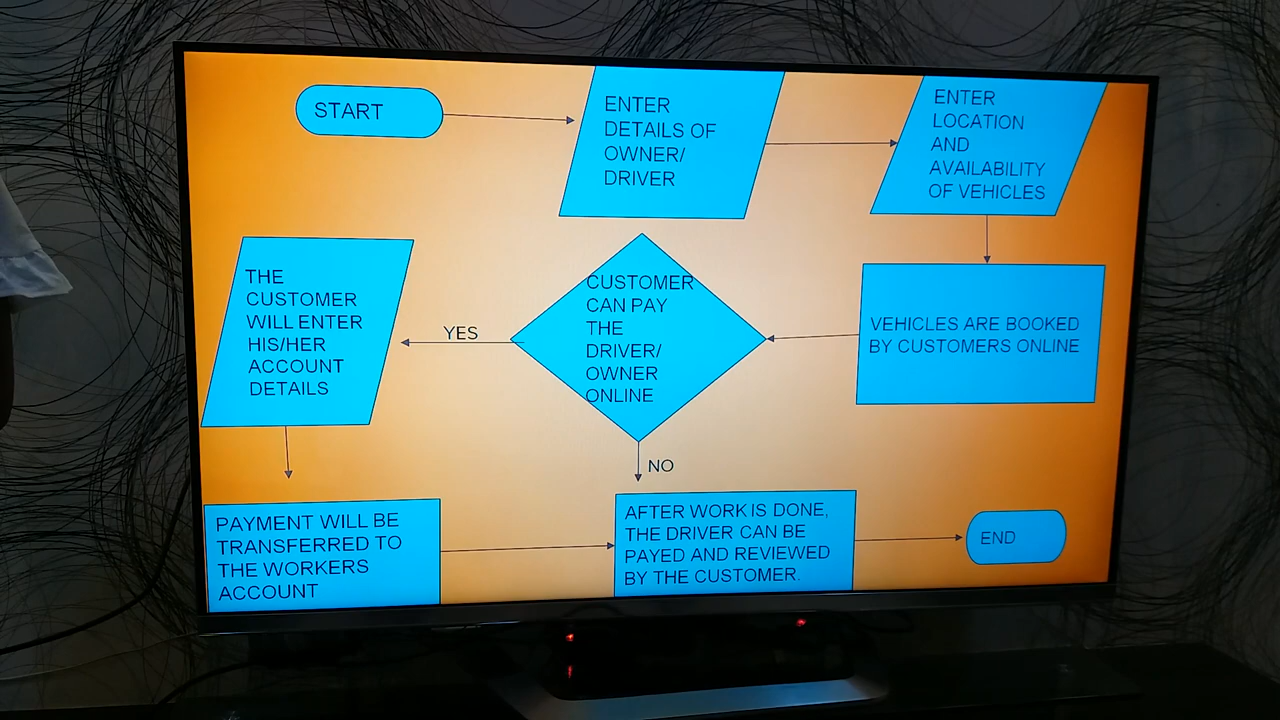 START
ENTER
DETAILS OF
OWNER/
DRIVER
ENTER
LOCATION
AND
AVAILABILITY
OF VEHICLES
VEHICLES ARE BOOKED
BY CUSTOMERS ONLINE
CUSTOMER
CAN PAY
THE
DRIVER/
OWNER
ONLINE
YES
THE
CUSTOMER
WILL ENTER
HIS/HER
ACCOUNT
DETAILS
PAYMENT WILL BE
TRANSFERRED TO
THE WORKERS
ACCOUNT
NO
AFTER WORK IS DONE,
THE DRIVER CAN BE
PAYED AND REVIEWED
BY THE CUSTOMER.
END